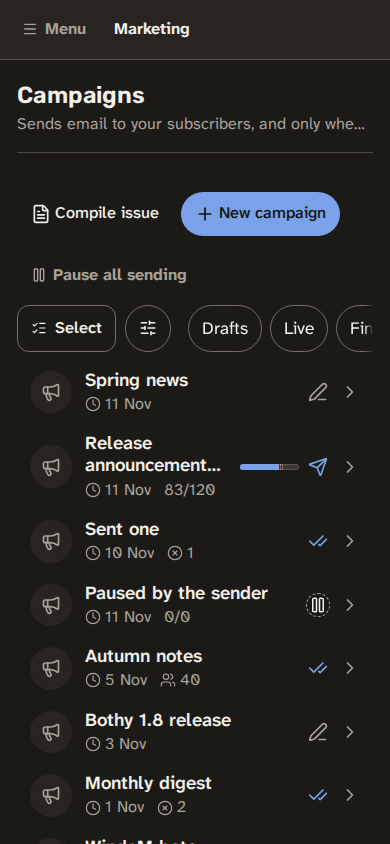 Menu Marketing
Campaigns
Sends email to your subscribers, and only whe...
Compile issue New campaign
Pause all sending
Select Drafts Live Fin
Spring news
11 Nov
Release
announcement...
11 Nov 83/120
Sent one
10 Nov 1
Paused by the sender
11 Nov 0/0
Autumn notes
5 Nov 40
Bothy 1.8 release
3 Nov
Monthly digest
1 Nov 2